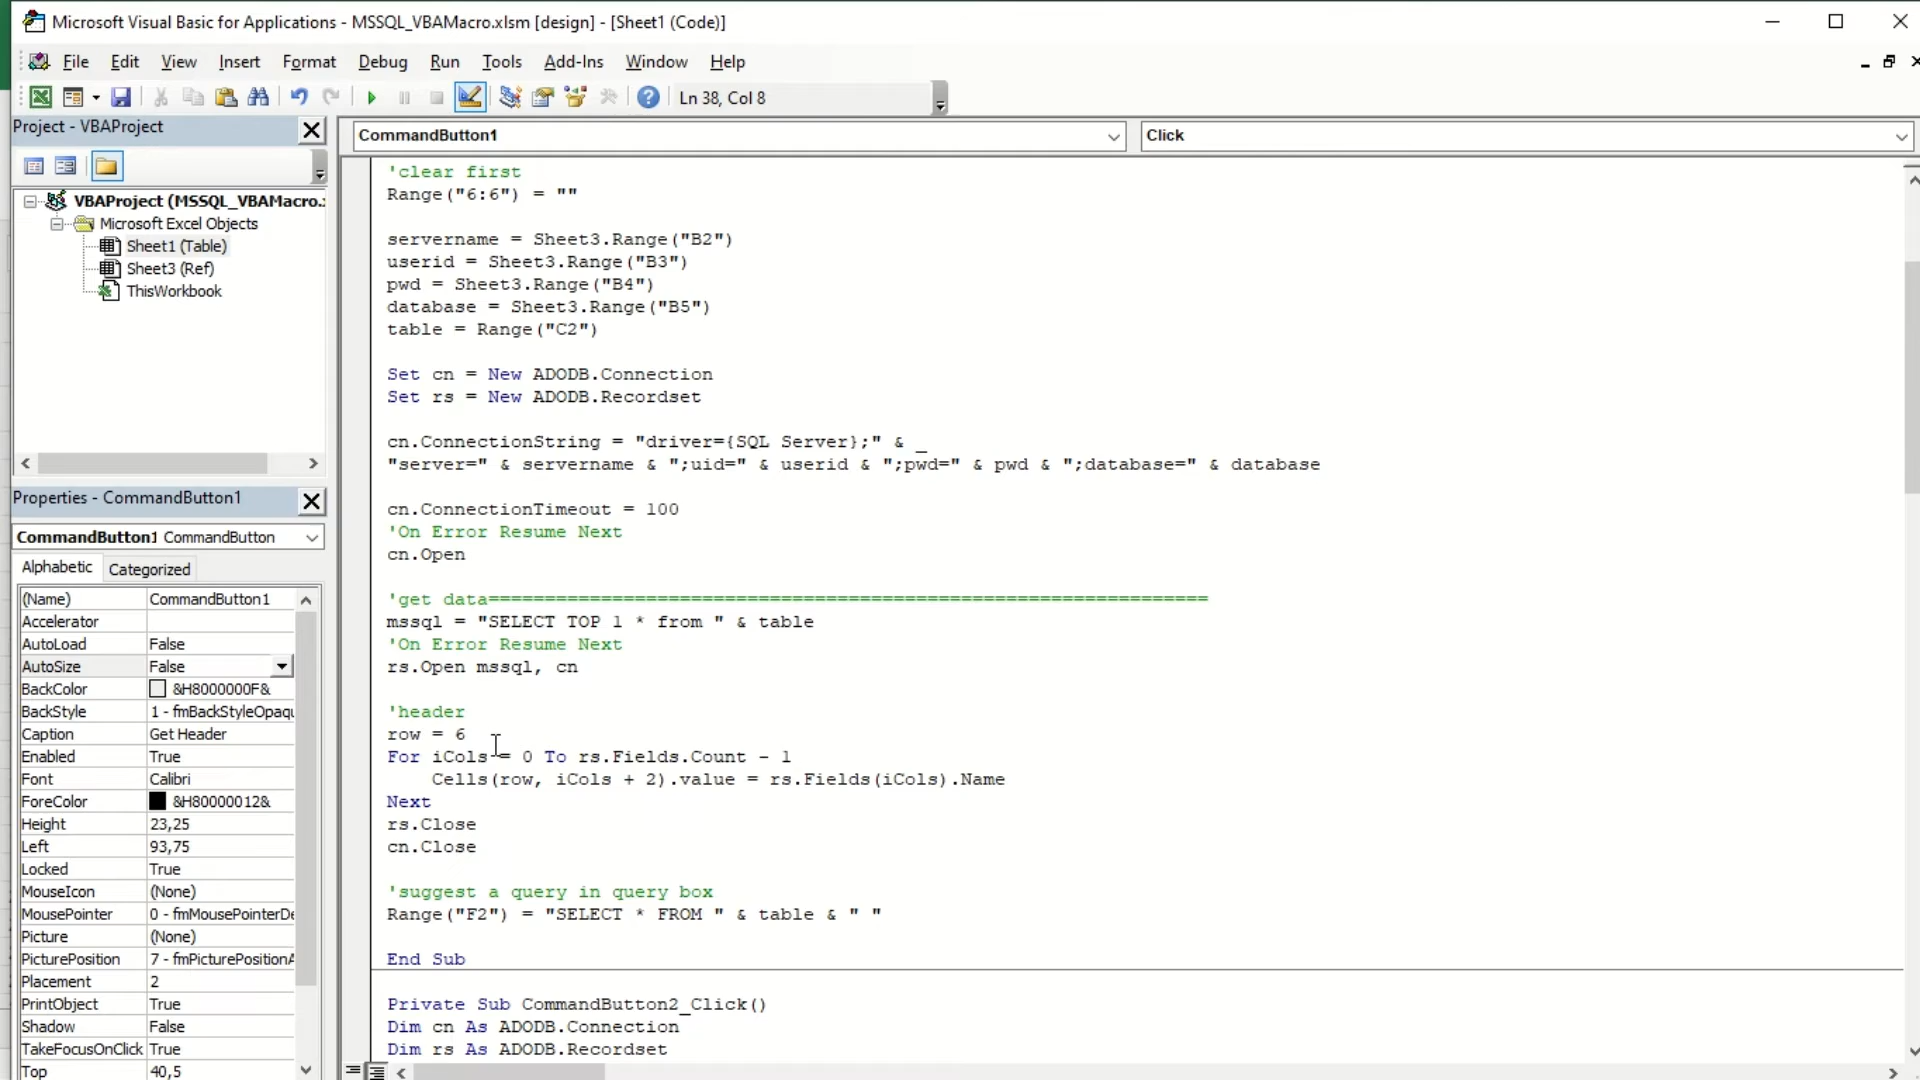 Microsoft Visual Basic for Applications - MSSQL_VBAMacro.xlsm [design] - [Sheet1 (Code)]
File Edit View Insert Format Debug Run Tools Add-Ins Window Help
Ln 38, Col 8
Project - VBAProject
CommandButton1
Click
VBAProject (MSSQL_VBAMacro.:
Microsoft Excel Objects
Sheet1 (Table)
Sheet3 (Ref)
ThisWorkbook
Properties - CommandButton1
CommandButton1 CommandButton
Alphabetic Categorized
(Name) CommandButton1
Accelerator
AutoLoad False
AutoSize False
BackColor &H8000000F&
BackStyle 1 - fmBackStyleOpaqu
Caption Get Header
Enabled True
Font Calibri
ForeColor &H80000012&
Height 23,25
Left 93,75
Locked True
MouseIcon (None)
MousePointer 0 - fmMousePointerDe
Picture (None)
PicturePosition 7 - fmPicturePositionA
Placement 2
PrintObject True
Shadow False
TakeFocusOnClick True
Top 40,5
'clear first
Range("6:6") = ""
servername = Sheet3.Range("B2")
userid = Sheet3.Range("B3")
pwd = Sheet3.Range("B4")
database = Sheet3.Range("B5")
table = Range("C2")
Set cn = New ADODB.Connection
Set rs = New ADODB.Recordset
cn.ConnectionString = "driver={SQL Server};" & _
"server=" & servername & ";uid=" & userid & ";pwd=" & pwd & ";database=" & database
cn.ConnectionTimeout = 100
'On Error Resume Next
cn.Open
'get data================================================================
mssql = "SELECT TOP 1 * from " & table
'On Error Resume Next
rs.Open mssql, cn
'header
row = 6
For iCols = 0 To rs.Fields.Count - 1
Cells(row, iCols + 2).value = rs.Fields(iCols).Name
Next
rs.Close
cn.Close
'suggest a query in query box
Range("F2") = "SELECT * FROM " & table & " "
End Sub
Private Sub CommandButton2_Click()
Dim cn As ADODB.Connection
Dim rs As ADODB.Recordset